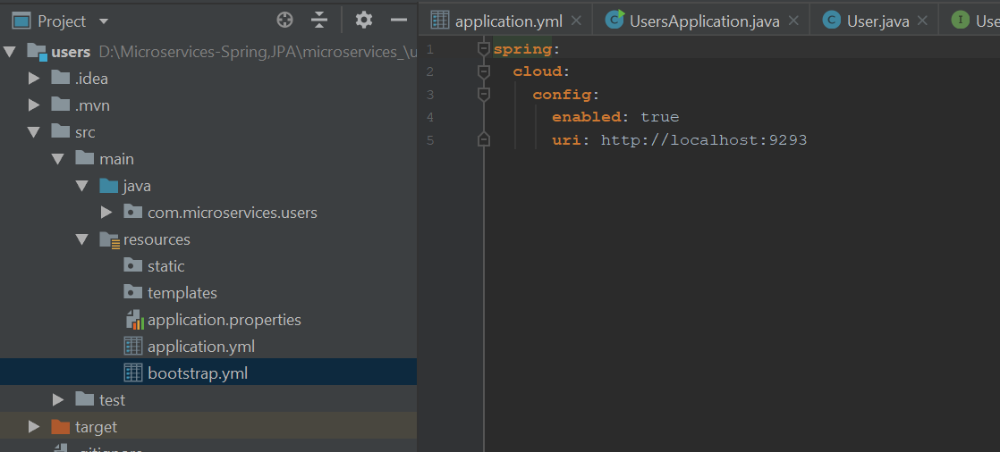 Project
application.yml
UsersApplication.java
User.java
Use
users D:\Microservices-Spring,JPA\microservices_\u
.idea
.mvn
src
main
java
com.microservices.users
resources
static
templates
application.properties
application.yml
bootstrap.yml
test
target
.gitignore
1 spring:
2 cloud:
3 config:
4 enabled: true
5 uri: http://localhost:9293